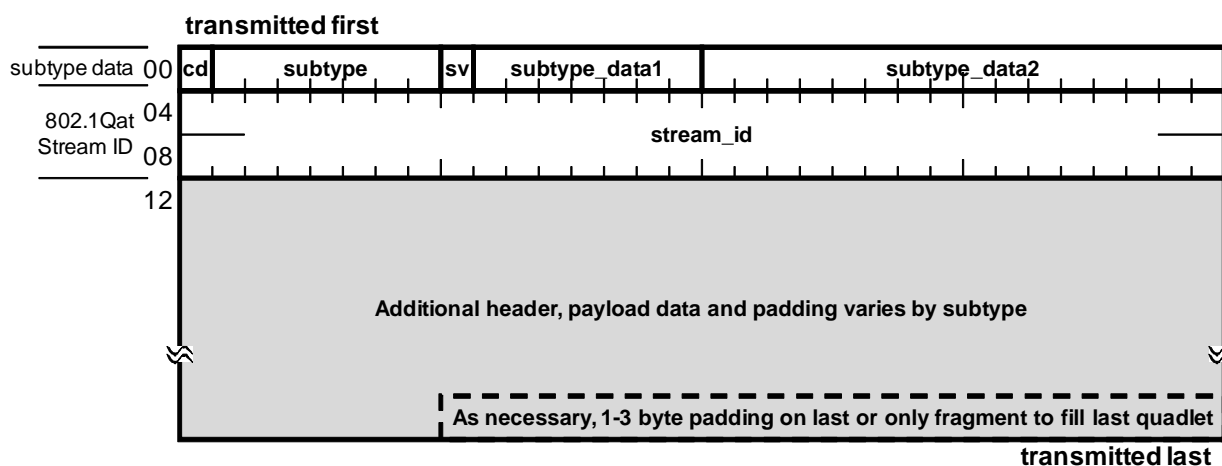 transmitted first
subtype data 00 cd subtype sv subtype_data1 subtype_data2
802.1Qat 04
Stream ID
stream_id
08
12
Additional header, payload data and padding varies by subtype
As necessary, 1-3 byte padding on last or only fragment to fill last quadlet
transmitted last